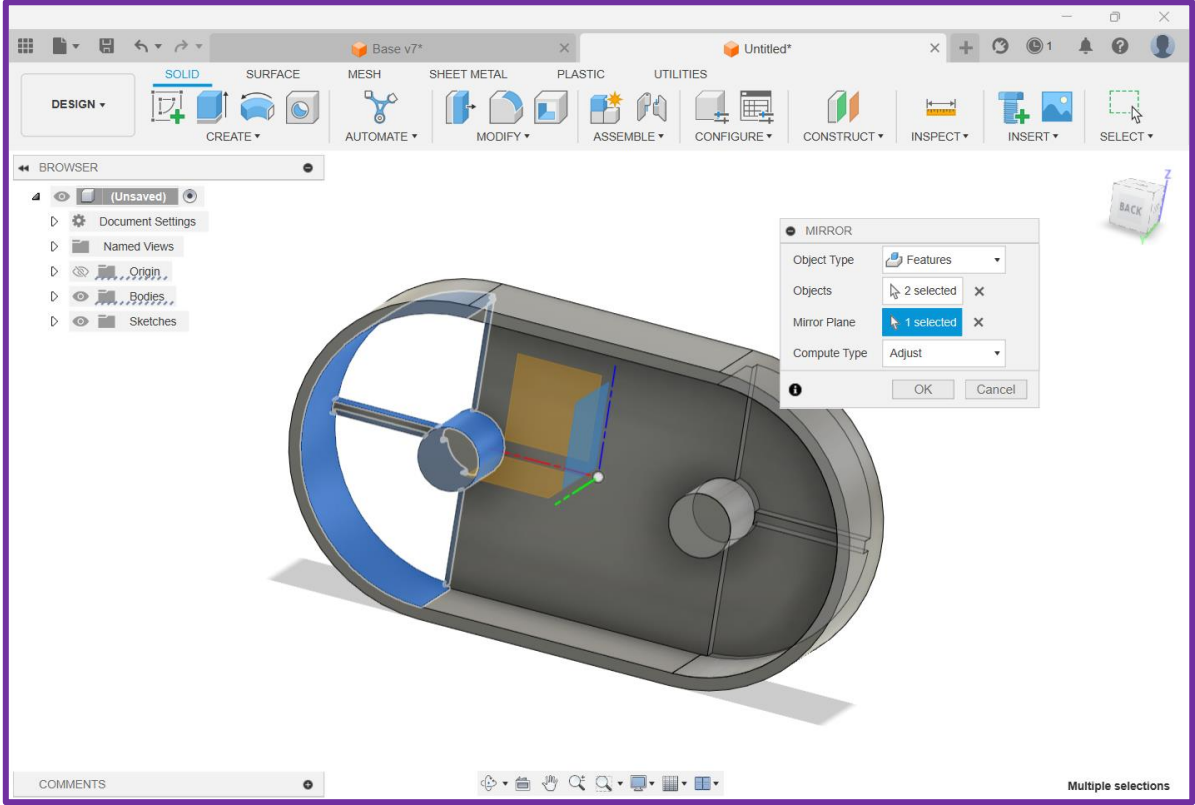 Base v7*
Untitled*
1
DESIGN
SOLID SURFACE MESH SHEET METAL PLASTIC UTILITIES
CREATE AUTOMATE MODIFY ASSEMBLE CONFIGURE CONSTRUCT INSPECT INSERT SELECT
BROWSER
(Unsaved)
Document Settings
Named Views
Origin
Bodies
Sketches
Z
BACK
MIRROR
Object Type Features
Objects 2 selected
Mirror Plane 1 selected
Compute Type Adjust
OK Cancel
COMMENTS
Multiple selections